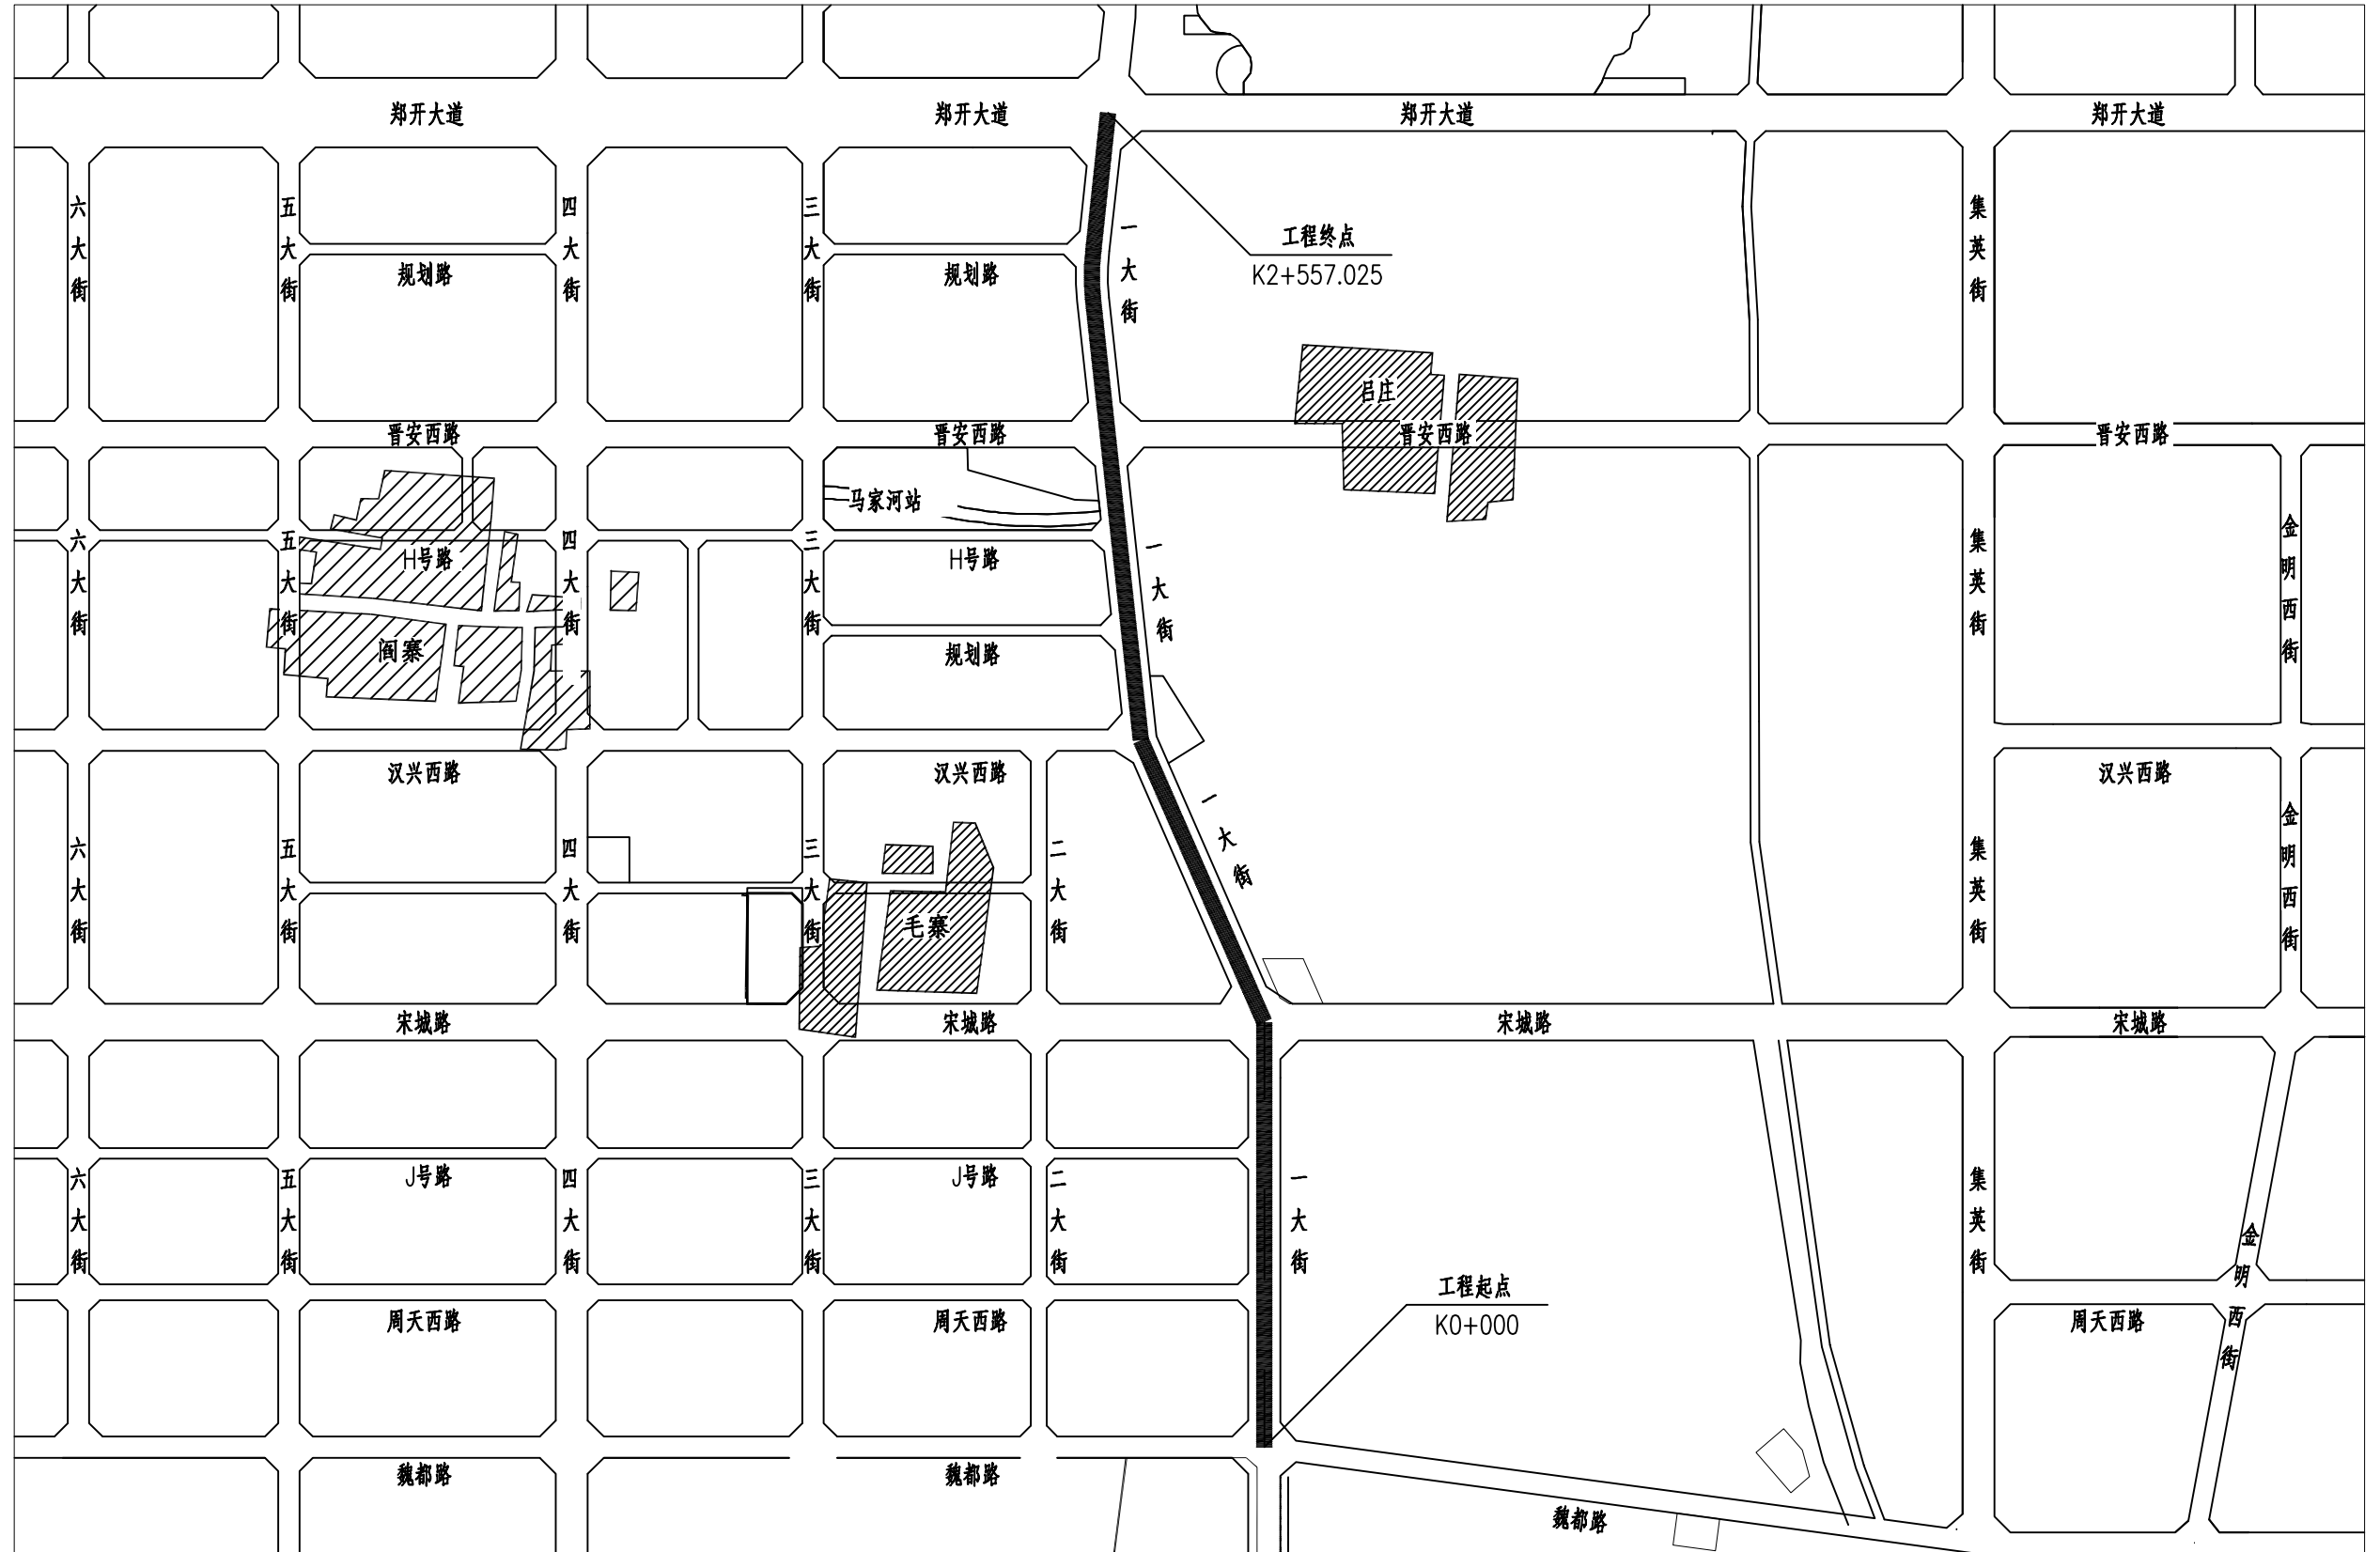 郑开大道
郑开大道
郑开大道
郑开大道
六大街
五大街
四大街
三大街
一大街
集英街
工程终点
K2+557.025
规划路
规划路
吕庄
晋安西路
晋安西路
晋安西路
晋安西路
马家河站
六大街
五大街
四大街
三大街
一大街
集英街
金明西街
H号路
H号路
阎寨
规划路
汉兴西路
汉兴西路
汉兴西路
六大街
五大街
四大街
三大街
二大街
一大街
集英街
金明西街
毛寨
宋城路
宋城路
宋城路
宋城路
六大街
五大街
四大街
三大街
二大街
一大街
集英街
金明西街
J号路
J号路
工程起点
K0+000
周天西路
周天西路
周天西路
魏都路
魏都路
魏都路